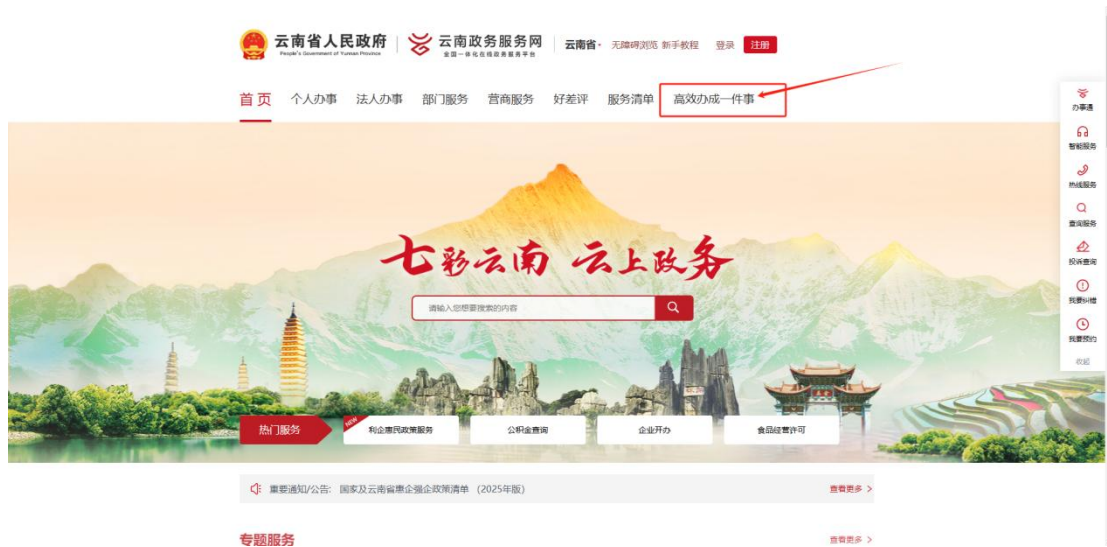 云南省人民政府
People's Government of Yunnan Province
云南政务服务网
全国一体化在线政务服务平台
云南省
无障碍浏览 新手教程 登录 注册
首页 个人办事 法人办事 部门服务 营商服务 好差评 服务清单 高效办成一件事
办事通
智能服务
热线服务
查询服务
投诉查询
我要纠错
我要预约
收起
七彩云南 云上政务
请输入您想要搜索的内容
热门服务 NEW 利企惠民政策服务 公积金查询 企业开办 食品经营许可
重要通知/公告: 国家及云南省惠企强企政策清单 (2025年版) 查看更多 >
专题服务 查看更多 >